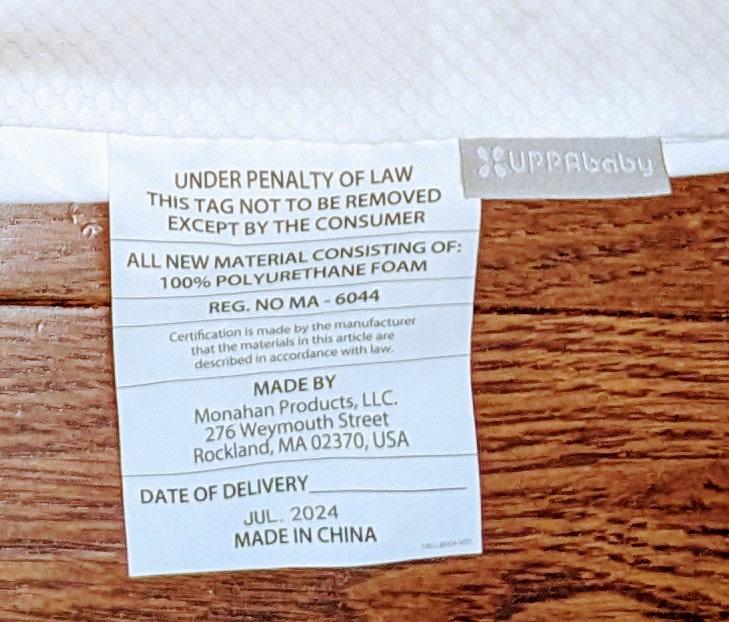 UPPAbaby
UNDER PENALTY OF LAW
THIS TAG NOT TO BE REMOVED
EXCEPT BY THE CONSUMER
ALL NEW MATERIAL CONSISTING OF:
100% POLYURETHANE FOAM
REG. NO MA - 6044
Certification is made by the manufacturer
that the materials in this article are
described in accordance with law.
MADE BY
Monahan Products, LLC.
276 Weymouth Street
Rockland, MA 02370, USA
DATE OF DELIVERY
JUL. 2024
MADE IN CHINA